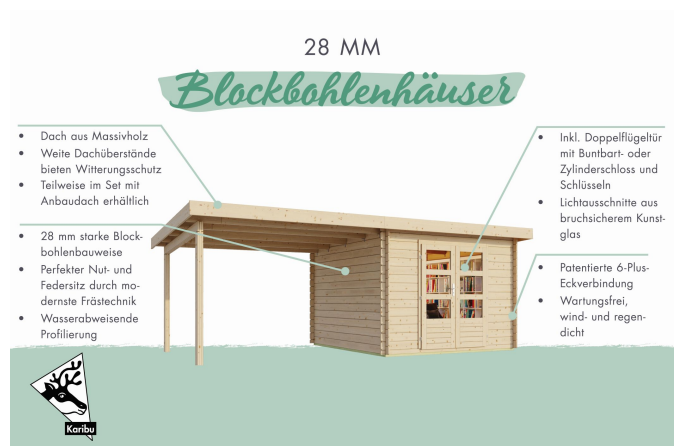 28 MM
Blockbohlenhäuser
• Dach aus Massivholz
• Weite Dachüberstände
bieten Witterungsschutz
• Teilweise im Set mit
Anbaudach erhältlich
• 28 mm starke Block-
bohlenbauweise
• Perfekter Nut- und
Federsitz durch mo-
dernste Frästechnik
• Wasserabweisende
Profilierung
• Inkl. Doppelflügeltür
mit Buntbart- oder
Zylinderschloss und
Schlüsseln
• Lichtausschnitte aus
bruchsicherem Kunst-
glas
• Patentierte 6-Plus-
Eckverbindung
• Wartungsfrei,
wind- und regen-
dicht
Karibu